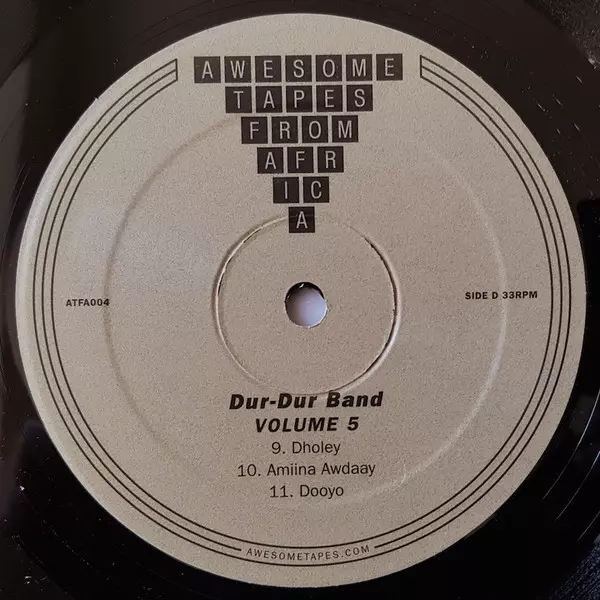 AWESOME
TAPES
FROM
AFR
IC
A
ATFA004
SIDE D 33RPM
Dur-Dur Band
VOLUME 5
9. Dholey
10. Amiina Awdaay
11. Dooyo
AWESOMETAPES.COM